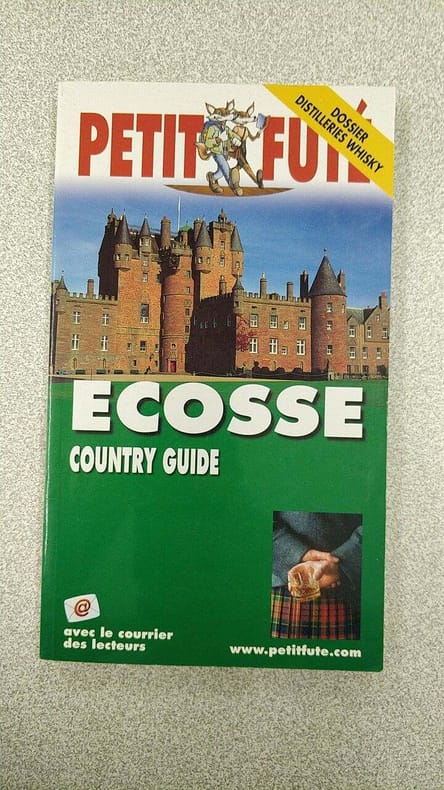 PETIT FUTÉ
DOSSIER
DISTILLERIES WHISKY
ECOSSE
COUNTRY GUIDE
@
avec le courrier
des lecteurs
www.petitfute.com